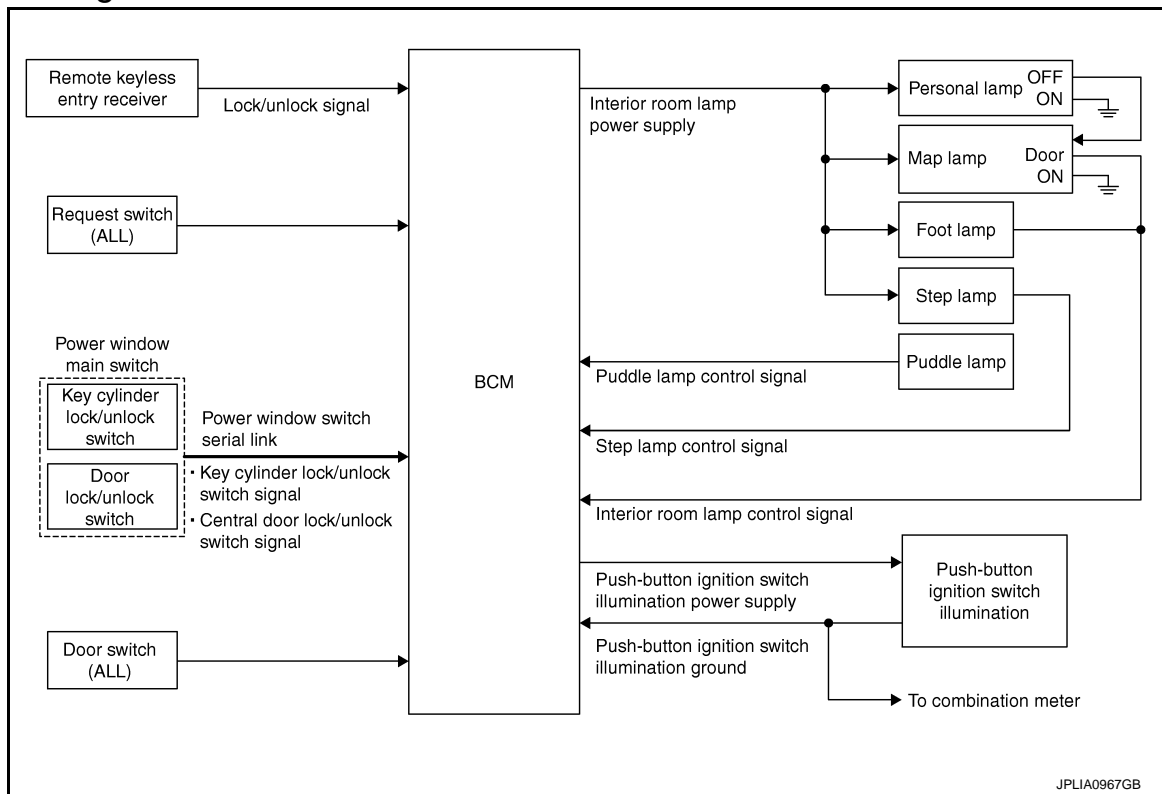 Remote keyless
entry receiver
Lock/unlock signal
Request switch
(ALL)
Power window
main switch
Key cylinder
lock/unlock
switch
Door
lock/unlock
switch
Power window switch
serial link
· Key cylinder lock/unlock
switch signal
· Central door lock/unlock
switch signal
Door switch
(ALL)
BCM
Interior room lamp
power supply
Personal lamp
OFF
ON
Map lamp
Door
ON
Foot lamp
Step lamp
Puddle lamp
Puddle lamp control signal
Step lamp control signal
Interior room lamp control signal
Push-button ignition switch
illumination power supply
Push-button
ignition switch
illumination
Push-button ignition switch
illumination ground
To combination meter
JPLIA0967GB